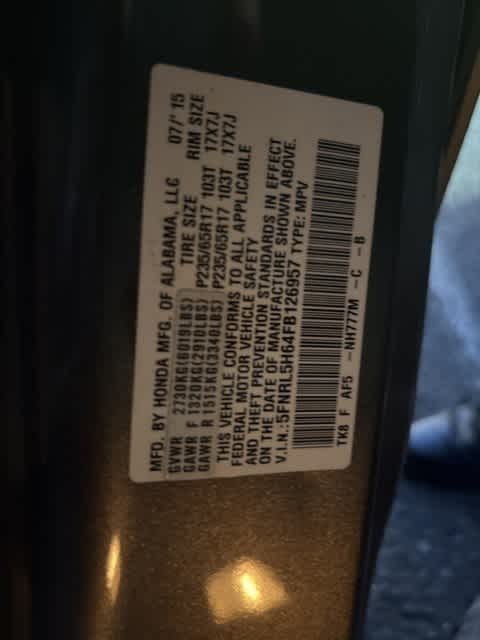 MFD. BY HONDA MFG. OF ALABAMA, LLC 07/'15
GVWR 2730KG(6019LBS) TIRE SIZE RIM SIZE
GAWR F 1320KG(2910LBS) P235/65R17 103T 17X7J
GAWR R 1515KG(3340LBS) P235/65R17 103T 17X7J
THIS VEHICLE CONFORMS TO ALL APPLICABLE
FEDERAL MOTOR VEHICLE SAFETY
AND THEFT PREVENTION STANDARDS IN EFFECT
ON THE DATE OF MANUFACTURE SHOWN ABOVE.
V.I.N.:5FNRL5H64FB126957 TYPE: MPV
TK8 F AF5 -NH777M -C -B